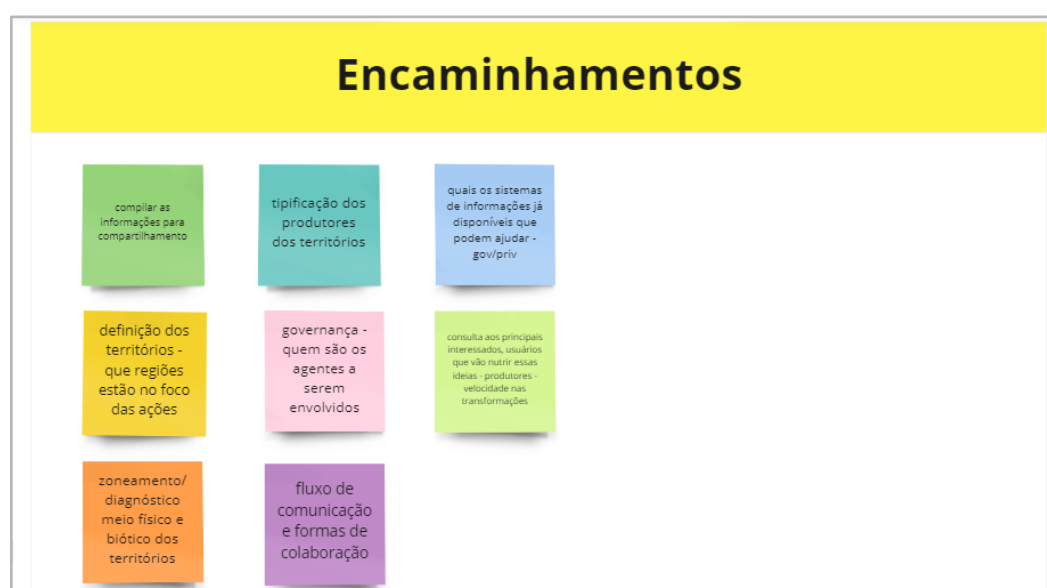 Encaminhamentos
compilar as
informações para
compartilhamento
tipificação dos
produtores
dos territórios
quais os sistemas
de informações já
disponíveis que
podem ajudar -
gov/priv
definição dos
territórios -
que regiões
estão no foco
das ações
governança -
quem são os
agentes a
serem
envolvidos
consulta aos principais
interessados, usuários
que vão nutrir essas
ideias - produtores -
velocidade nas
transformações
zoneamento/
diagnóstico
meio físico e
biótico dos
territórios
fluxo de
comunicação
e formas de
colaboração